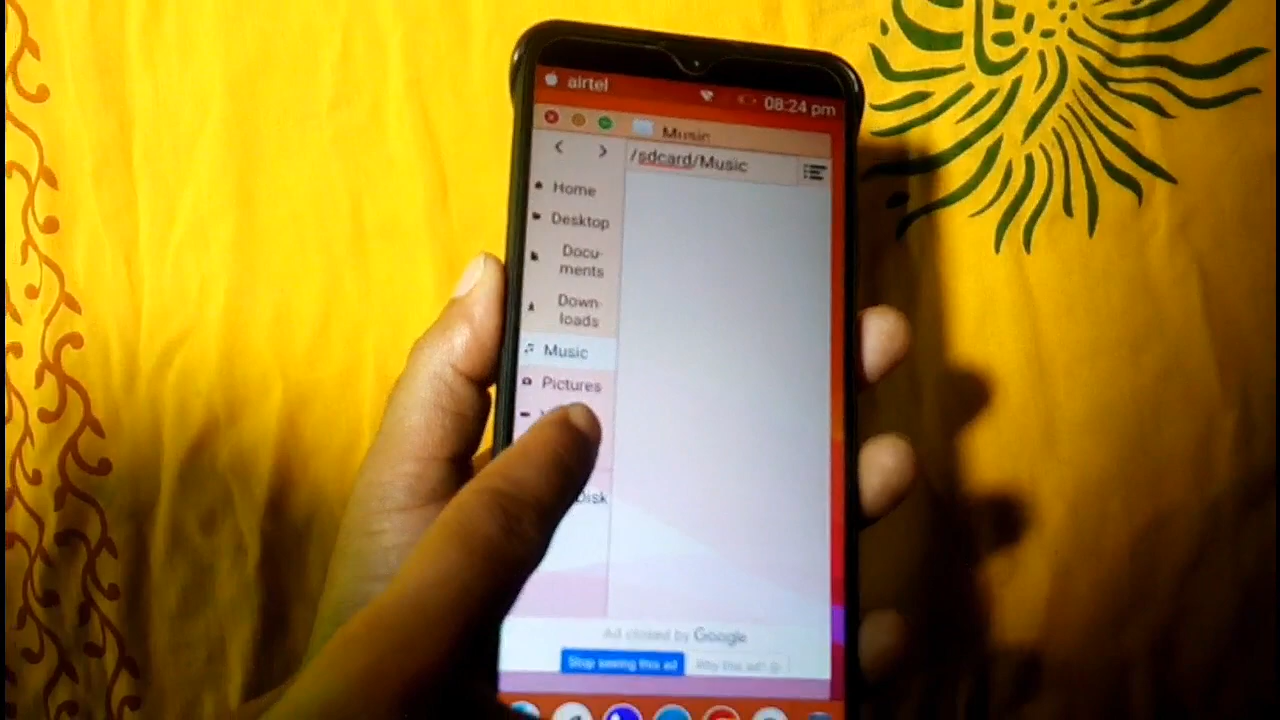 airtel
08:24 pm
Music
/sdcard/Music
Home
Desktop
Docu-
ments
Down-
loads
Music
Pictures
Disk
Ad closed by Google
Stop seeing this ad
Why this ad?